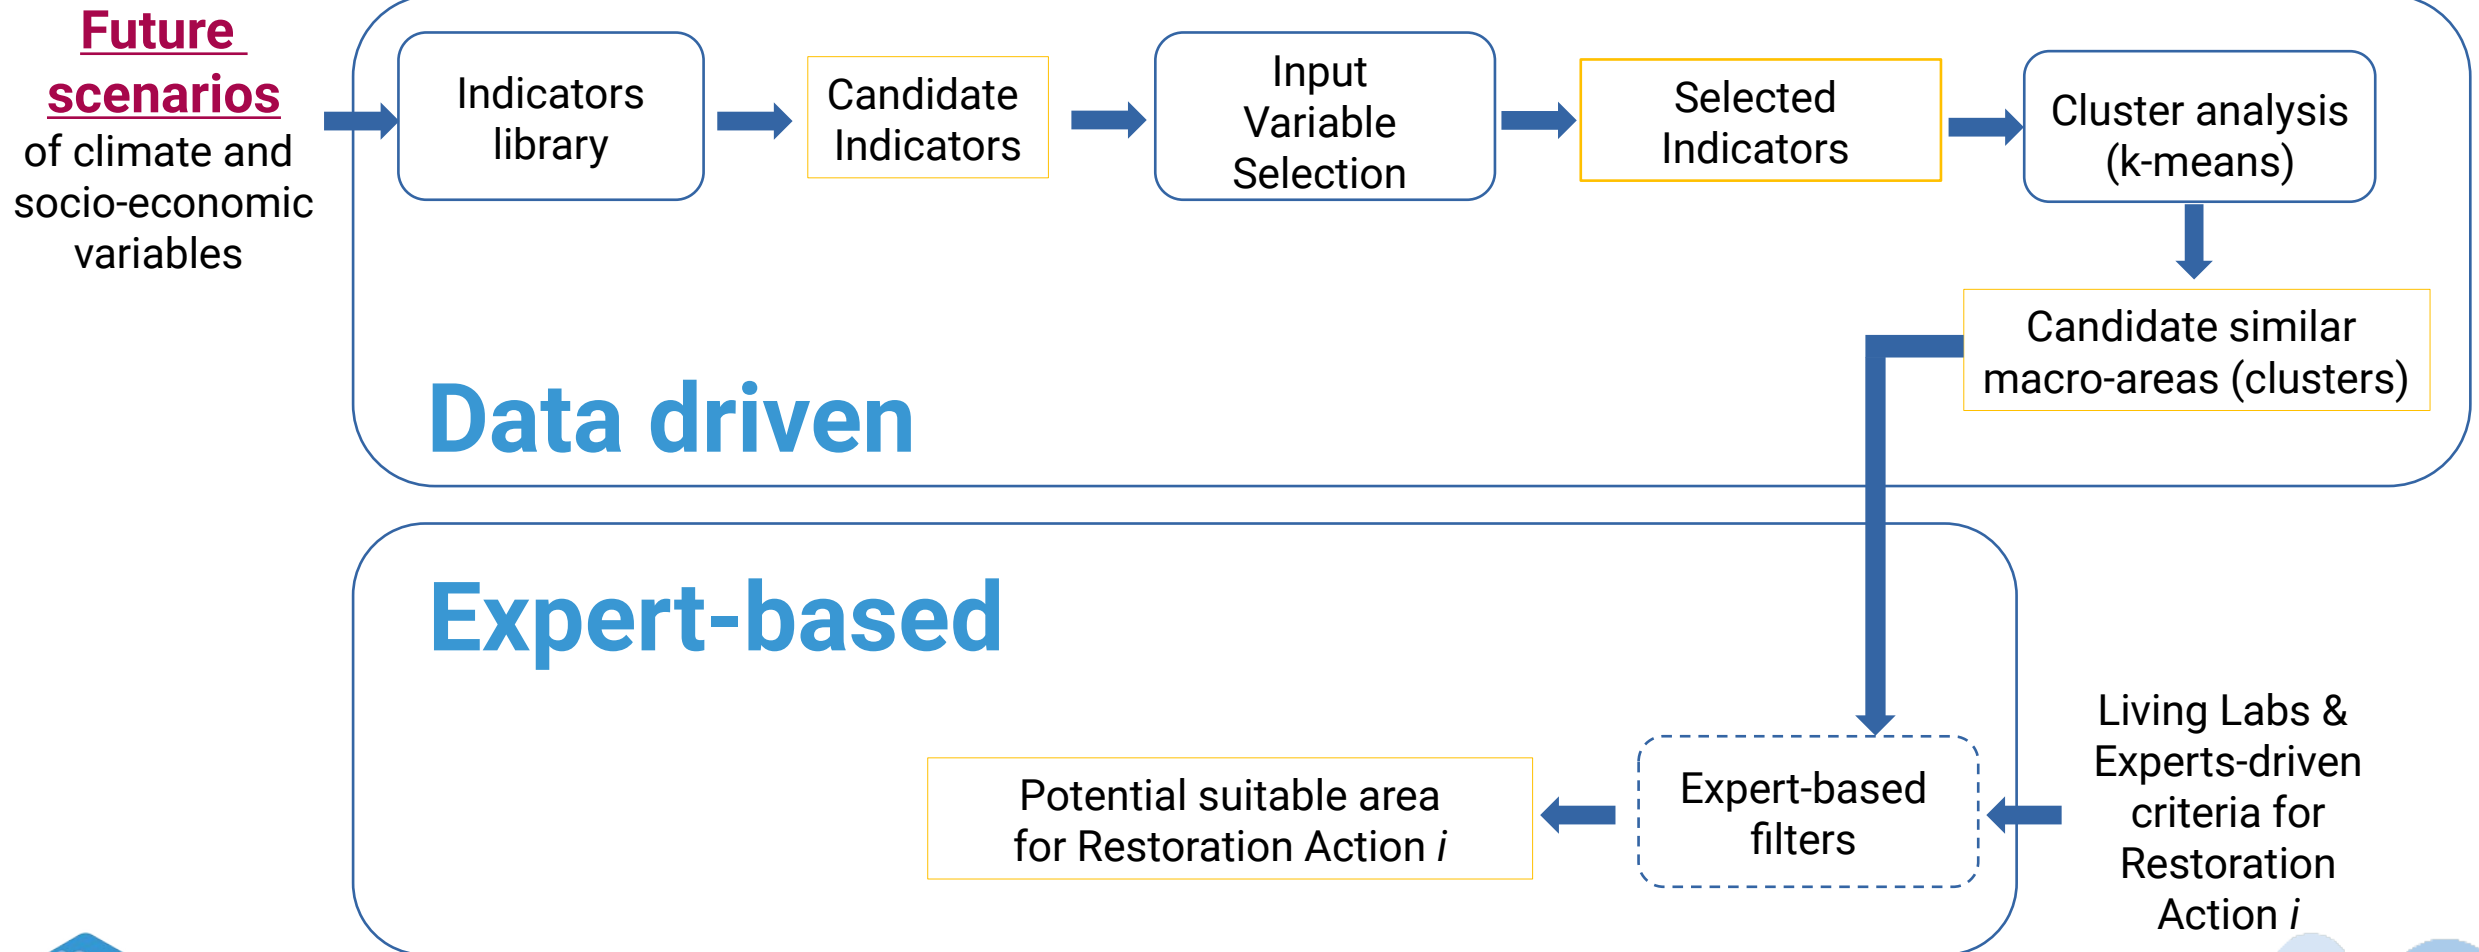 Future
scenarios
of climate and
socio-economic
variables
Indicators
library
Candidate
Indicators
Input
Variable
Selection
Selected
Indicators
Cluster analysis
(k-means)
Candidate similar
macro-areas (clusters)
Data driven
Expert-based
Potential suitable area
for Restoration Action i
Expert-based
filters
Living Labs &
Experts-driven
criteria for
Restoration
Action i